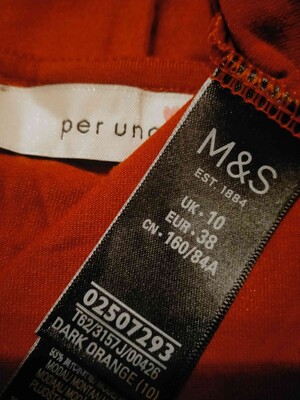 per una
M&S
EST. 1884
UK - 10
EUR - 38
CN - 160/84A
02507293
T62/3157J/00426
DARK ORANGE (10)